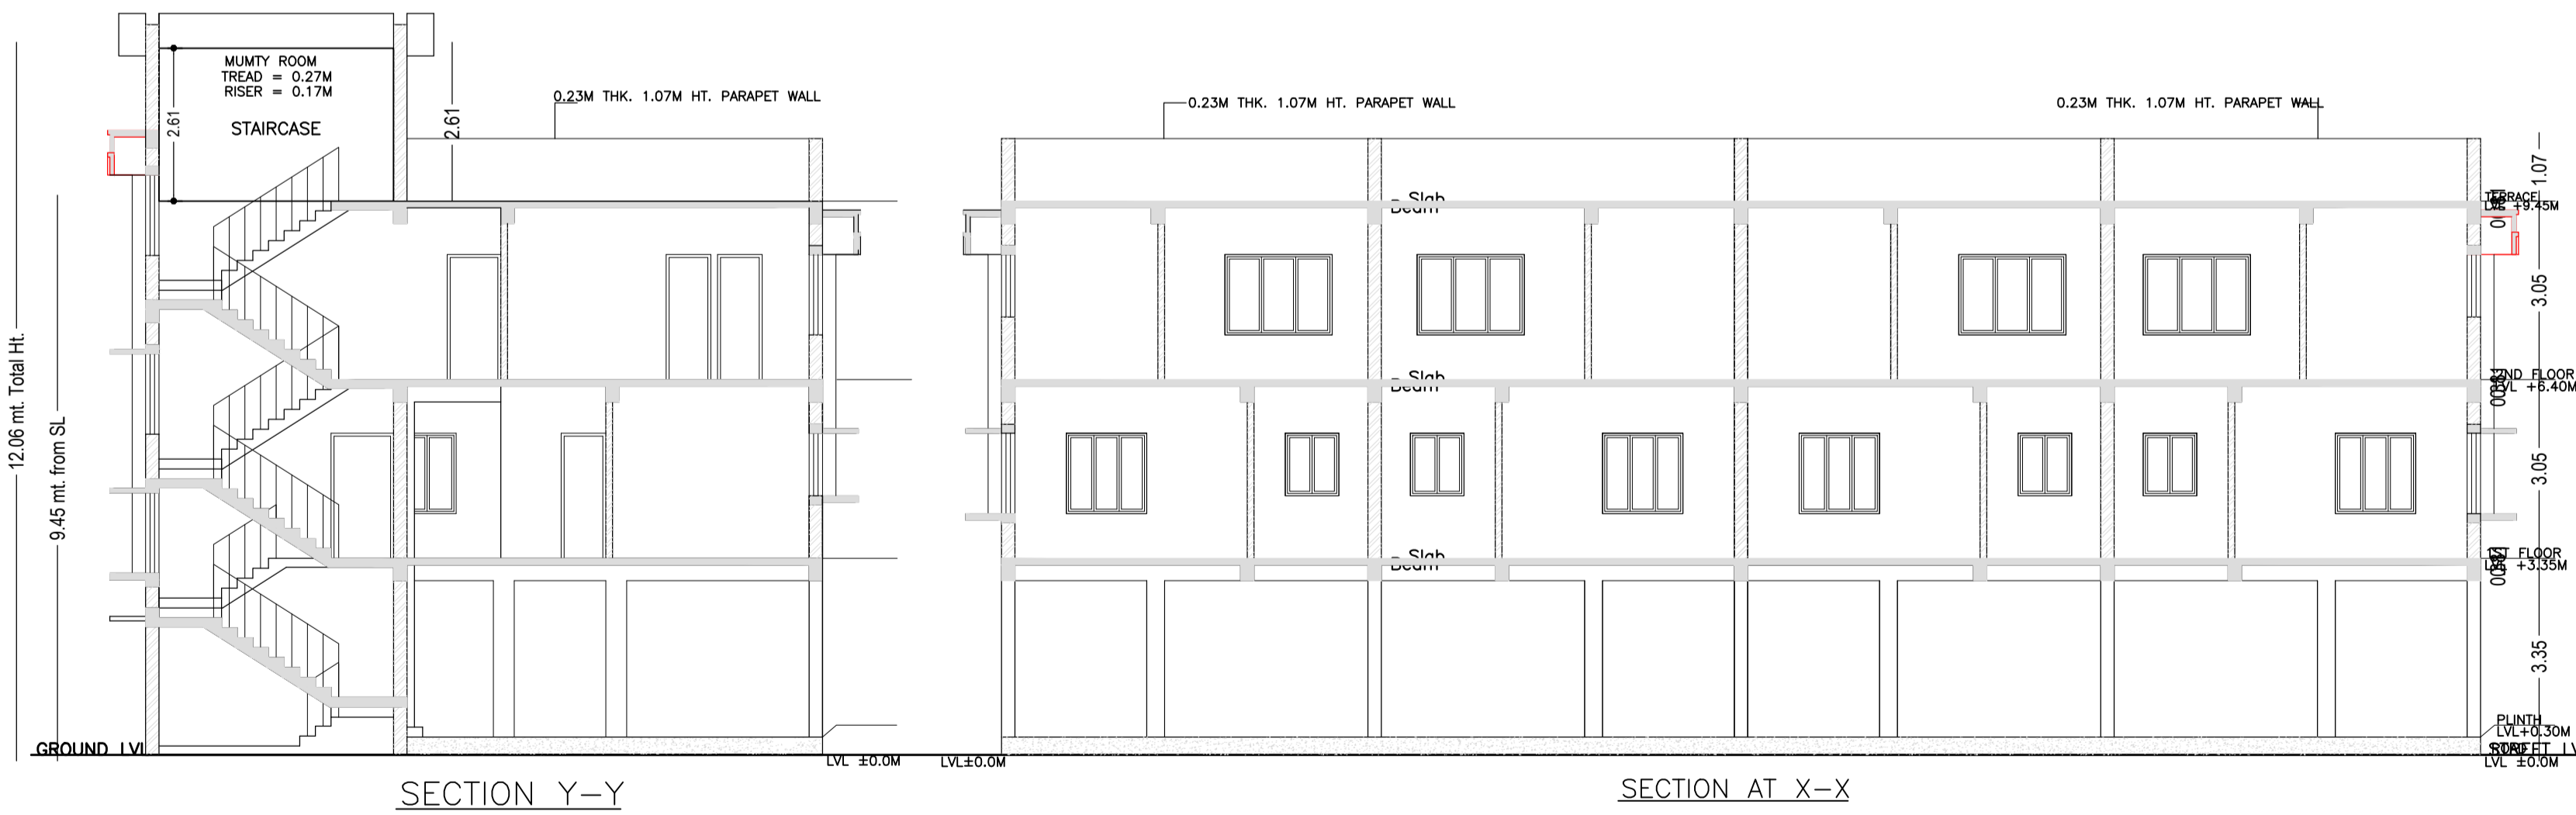 MUMTY ROOM
TREAD = 0.27M
RISER = 0.17M
STAIRCASE
2.61
2.61
0.23M THK. 1.07M HT. PARAPET WALL
0.23M THK. 1.07M HT. PARAPET WALL
0.23M THK. 1.07M HT. PARAPET WALL
12.06 mt. Total Ht.
9.45 mt. from SL
Slab
Beam
Slab
Beam
Slab
Beam
1.07
TERRACE
LVL +9.45M
3.05
2ND FLOOR
LVL +6.40M
3.05
1ST FLOOR
LVL +3.35M
3.35
PLINTH
LVL+0.30M
GROUND LVL
LVL ±0.0M
LVL±0.0M
LVL ±0.0M
SECTION Y-Y
SECTION AT X-X